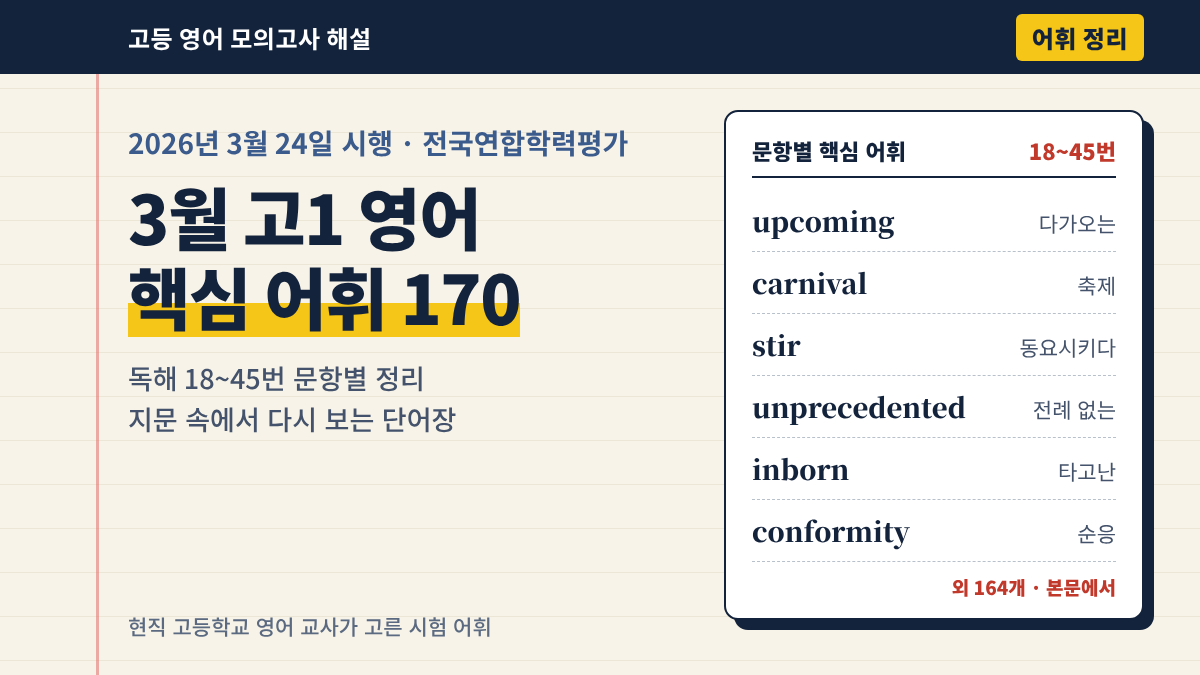 고등 영어 모의고사 해설
어휘 정리
2026년 3월 24일 시행 · 전국연합학력평가
3월 고1 영어
핵심 어휘 170
독해 18~45번 문항별 정리
지문 속에서 다시 보는 단어장
현직 고등학교 영어 교사가 고른 시험 어휘
문항별 핵심 어휘 18~45번
upcoming 다가오는
carnival 축제
stir 동요시키다
unprecedented 전례 없는
inborn 타고난
conformity 순응
외 164개 · 본문에서